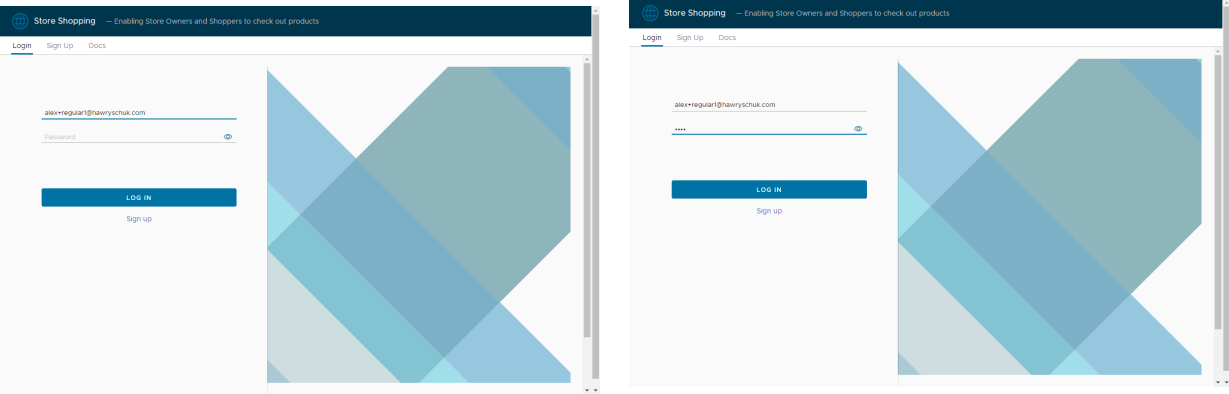 Store Shopping — Enabling Store Owners and Shoppers to check out products
Login Sign Up Docs
alex+regular1@hawryschuk.com
Password
LOG IN
Sign up
Store Shopping — Enabling Store Owners and Shoppers to check out products
Login Sign Up Docs
alex+regular1@hawryschuk.com
••••
LOG IN
Sign up